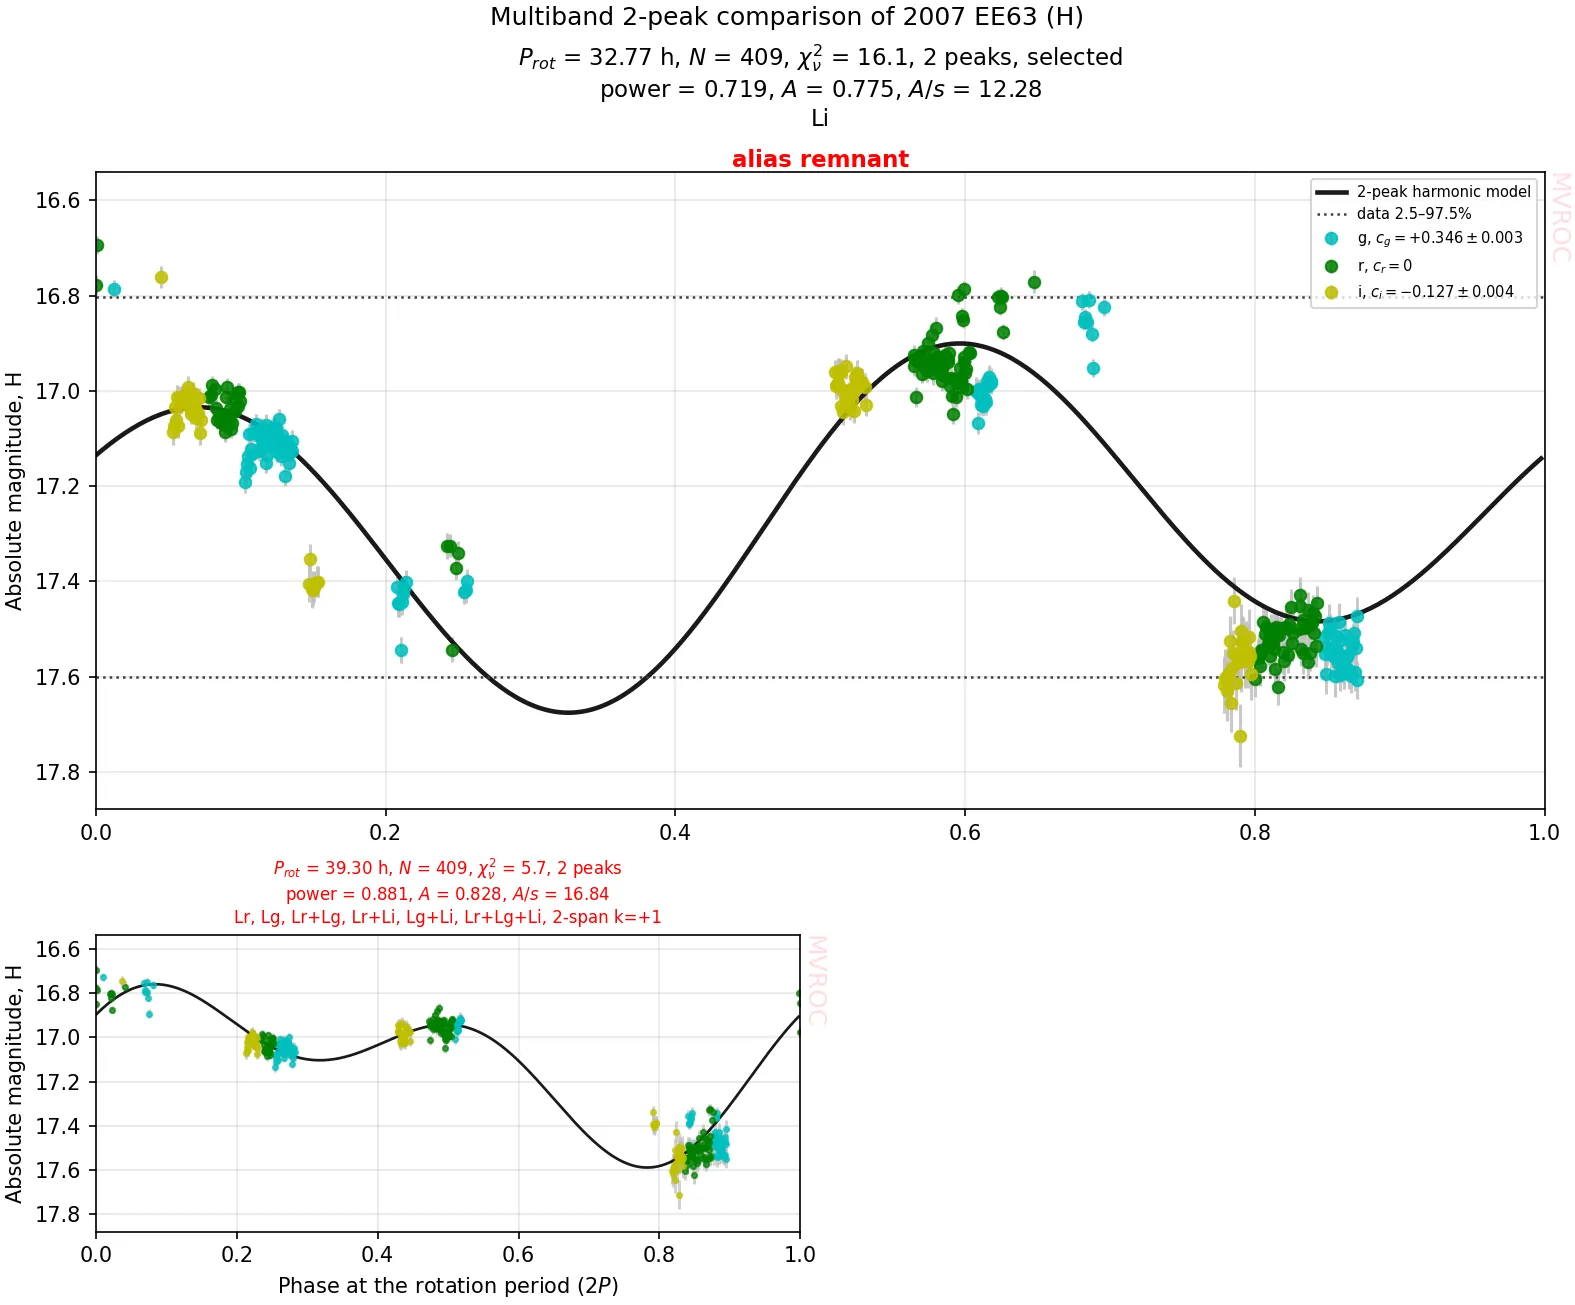 Multiband 2-peak comparison of 2007 EE63 (H)
P_rot = 32.77 h, N = 409, χ²_ν = 16.1, 2 peaks, selected
power = 0.719, A = 0.775, A/s = 12.28
Li
alias remnant
MVROC
2-peak harmonic model
data 2.5–97.5%
g, c_g = +0.346 ± 0.003
r, c_r = 0
i, c_i = −0.127 ± 0.004
Absolute magnitude, H
16.6
16.8
17.0
17.2
17.4
17.6
17.8
0.0 0.2 0.4 0.6 0.8 1.0
P_rot = 39.30 h, N = 409, χ²_ν = 5.7, 2 peaks
power = 0.881, A = 0.828, A/s = 16.84
Lr, Lg, Lr+Lg, Lr+Li, Lg+Li, Lr+Lg+Li, 2-span k=+1
MVROC
Absolute magnitude, H
16.6
16.8
17.0
17.2
17.4
17.6
17.8
0.0 0.2 0.4 0.6 0.8 1.0
Phase at the rotation period (2P)